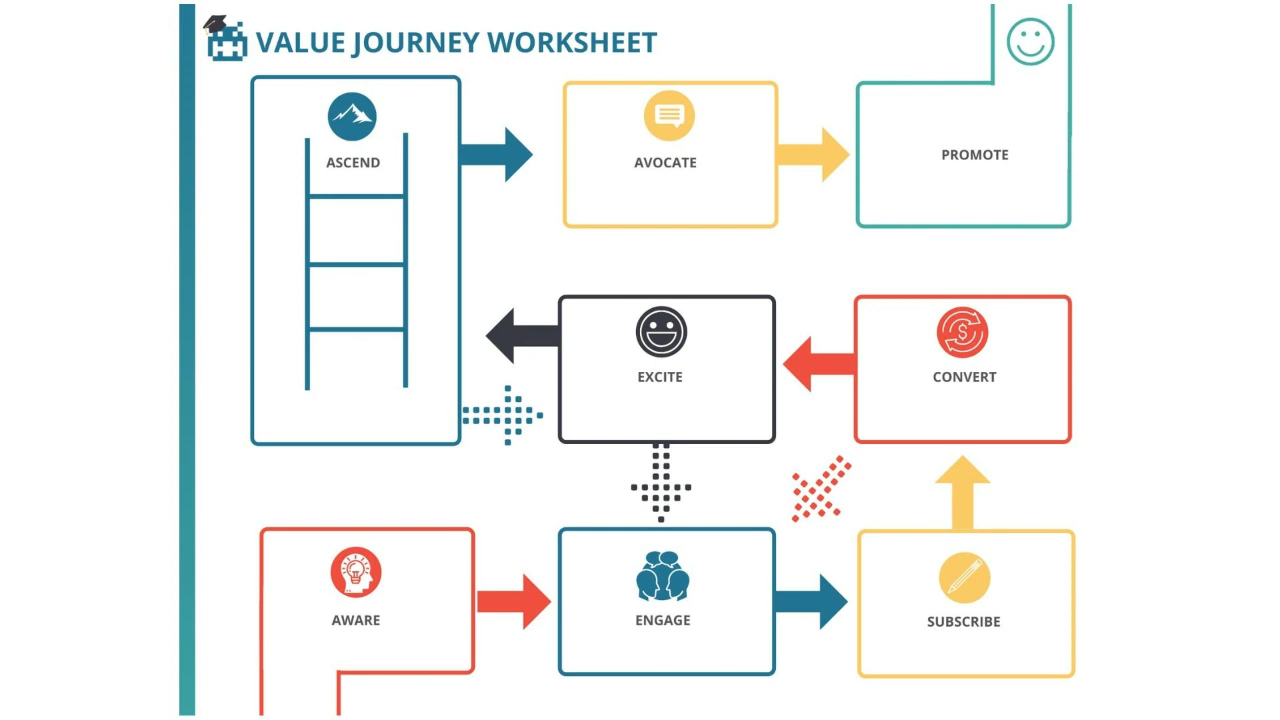 VALUE JOURNEY WORKSHEET
ASCEND
AVOCATE
PROMOTE
EXCITE
CONVERT
$
AWARE
ENGAGE
SUBSCRIBE